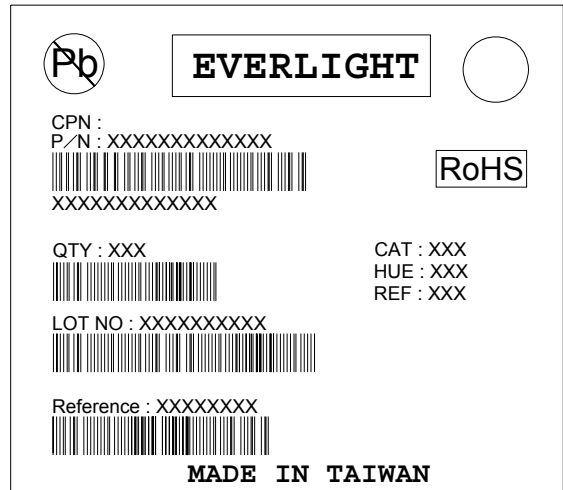 Pb
EVERLIGHT
CPN :
P/N : XXXXXXXXXXXXX
RoHS
XXXXXXXXXXXXX
QTY : XXX
CAT : XXX
HUE : XXX
REF : XXX
LOT NO : XXXXXXXXXX
Reference : XXXXXXXX
MADE IN TAIWAN